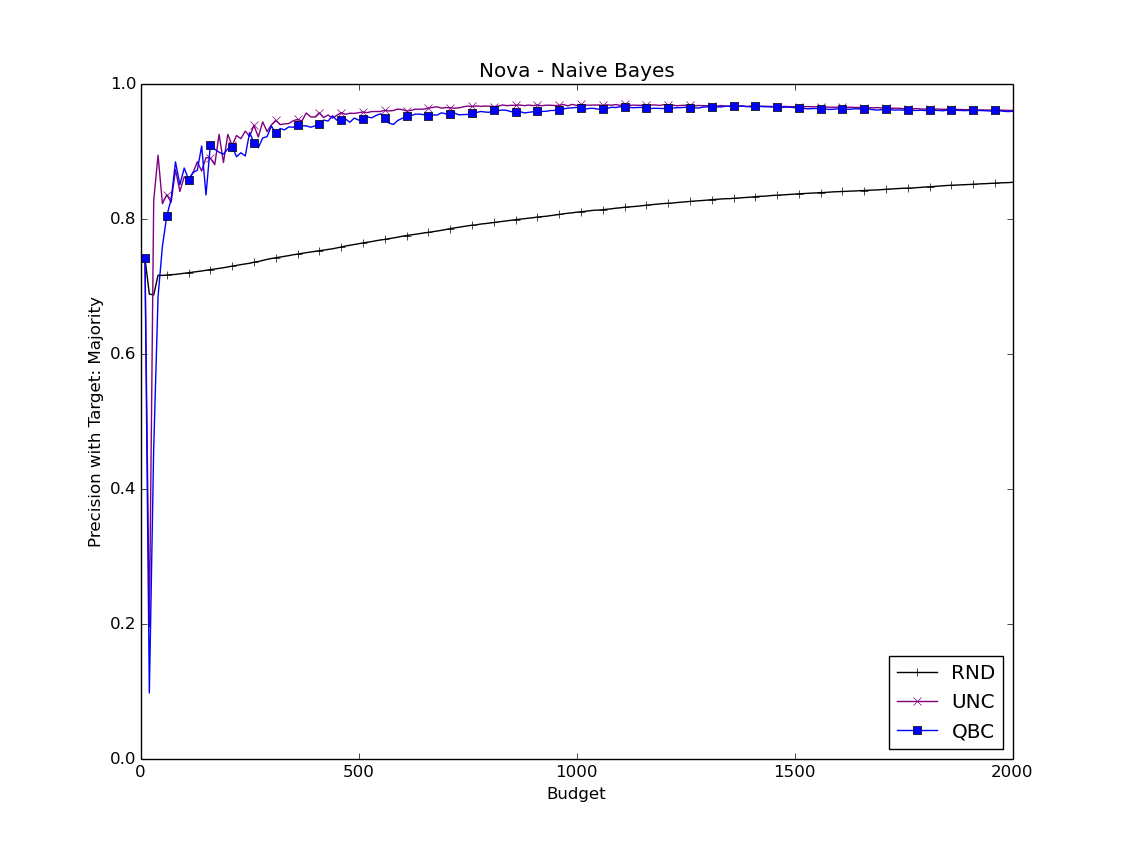 Nova - Naive Bayes
Precision with Target: Majority
1.0
0.8
0.6
0.4
0.2
0.0
0 500 1000 1500 2000
Budget
RND
UNC
QBC